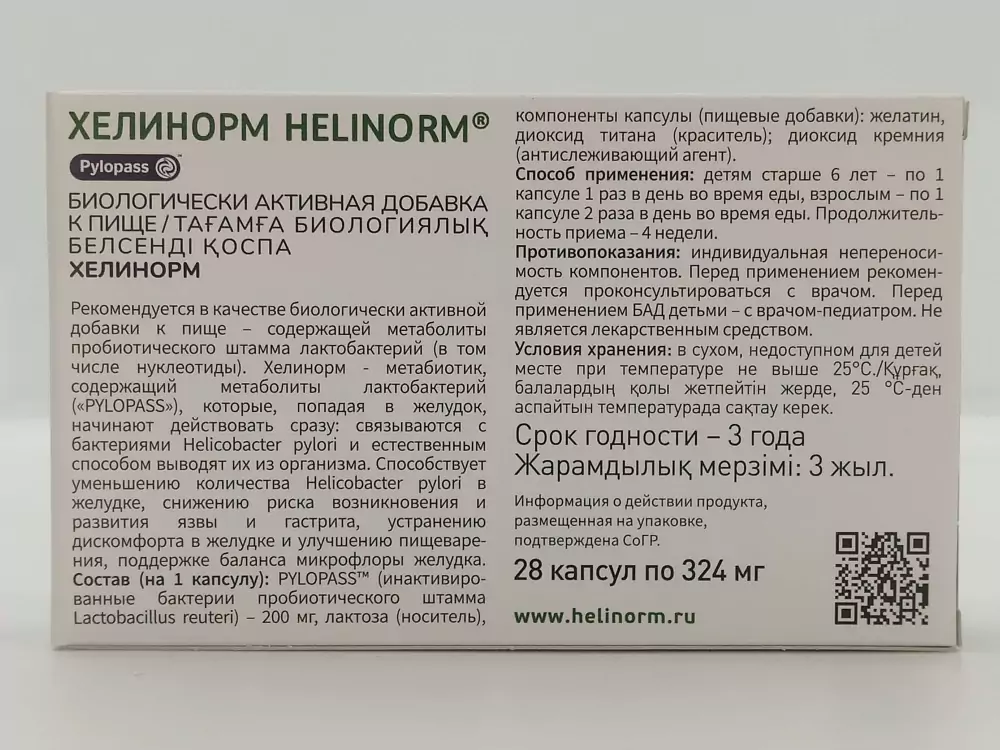 ХЕЛИНОРМ HELINORM®
Pylopass™
БИОЛОГИЧЕСКИ АКТИВНАЯ ДОБАВКА
К ПИЩЕ / ТАҒАМҒА БИОЛОГИЯЛЫҚ
БЕЛСЕНДІ ҚОСПА
ХЕЛИНОРМ
Рекомендуется в качестве биологически активной
добавки к пище – содержащей метаболиты
пробиотического штамма лактобактерий (в том
числе нуклеотиды). Хелинорм - метабиотик,
содержащий метаболиты лактобактерий
(«PYLOPASS»), которые, попадая в желудок,
начинают действовать сразу: связываются с
бактериями Helicobacter pylori и естественным
способом выводят их из организма. Способствует
уменьшению количества Helicobacter pylori в
желудке, снижению риска возникновения и
развития язвы и гастрита, устранению
дискомфорта в желудке и улучшению пищеваре-
ния, поддержке баланса микрофлоры желудка.
Состав (на 1 капсулу): PYLOPASS™ (инактивиро-
ванные бактерии пробиотического штамма
Lactobacillus reuteri) – 200 мг, лактоза (носитель),
компоненты капсулы (пищевые добавки): желатин,
диоксид титана (краситель); диоксид кремния
(антислеживающий агент).
Способ применения: детям старше 6 лет – по 1
капсуле 1 раз в день во время еды, взрослым – по 1
капсуле 2 раза в день во время еды. Продолжитель-
ность приема – 4 недели.
Противопоказания: индивидуальная непереноси-
мость компонентов. Перед применением рекомен-
дуется проконсультироваться с врачом. Перед
применением БАД детьми – с врачом-педиатром. Не
является лекарственным средством.
Условия хранения: в сухом, недоступном для детей
месте при температуре не выше 25°С./Құрғақ,
балалардың қолы жетпейтін жерде, 25 °С-ден
аспайтын температурада сақтау керек.
Срок годности – 3 года
Жарамдылық мерзімі: 3 жыл.
Информация о действии продукта,
размещенная на упаковке,
подтверждена СоГР.
28 капсул по 324 мг
www.helinorm.ru